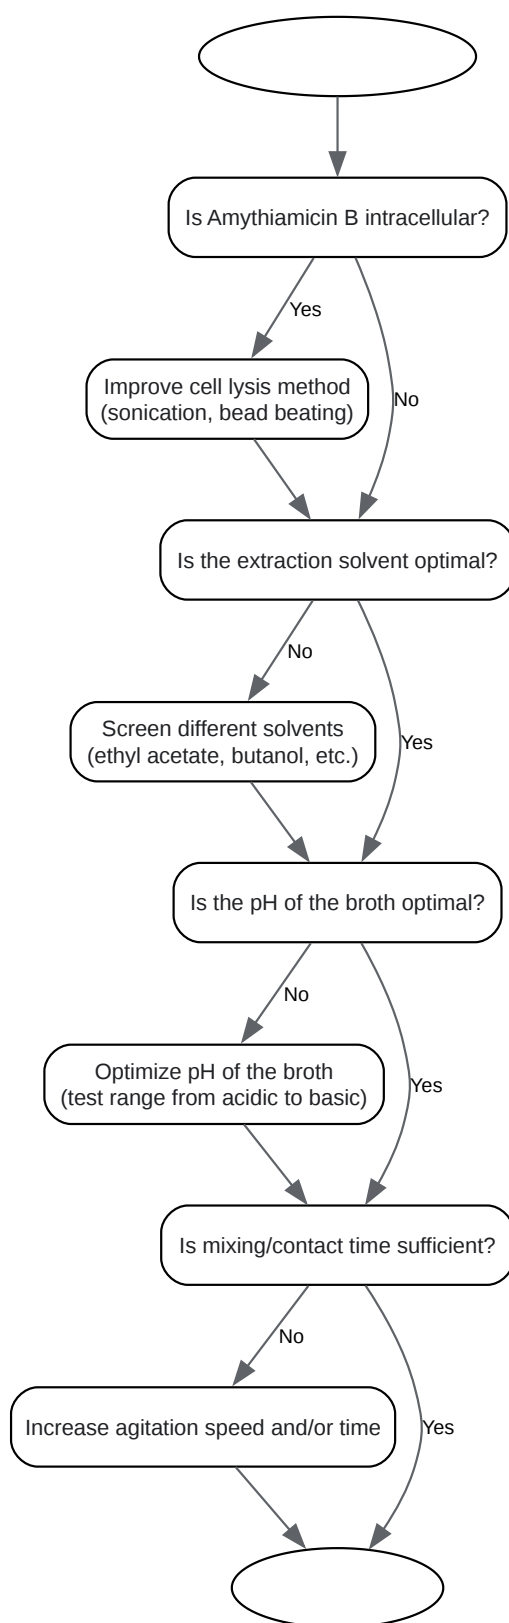 Is Amythiamicin B intracellular?
Yes
Improve cell lysis method
(sonication, bead beating)
No
Is the extraction solvent optimal?
No
Screen different solvents
(ethyl acetate, butanol, etc.)
Yes
Is the pH of the broth optimal?
No
Optimize pH of the broth
(test range from acidic to basic)
Yes
Is mixing/contact time sufficient?
No
Increase agitation speed and/or time
Yes